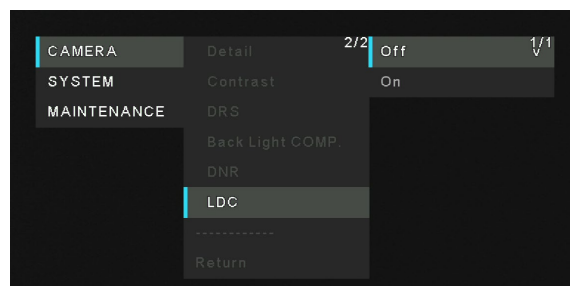 CAMERA
SYSTEM
MAINTENANCE
2/2
Detail
Contrast
DRS
Back Light COMP.
DNR
LDC
------------
Return
1/1
Off
On